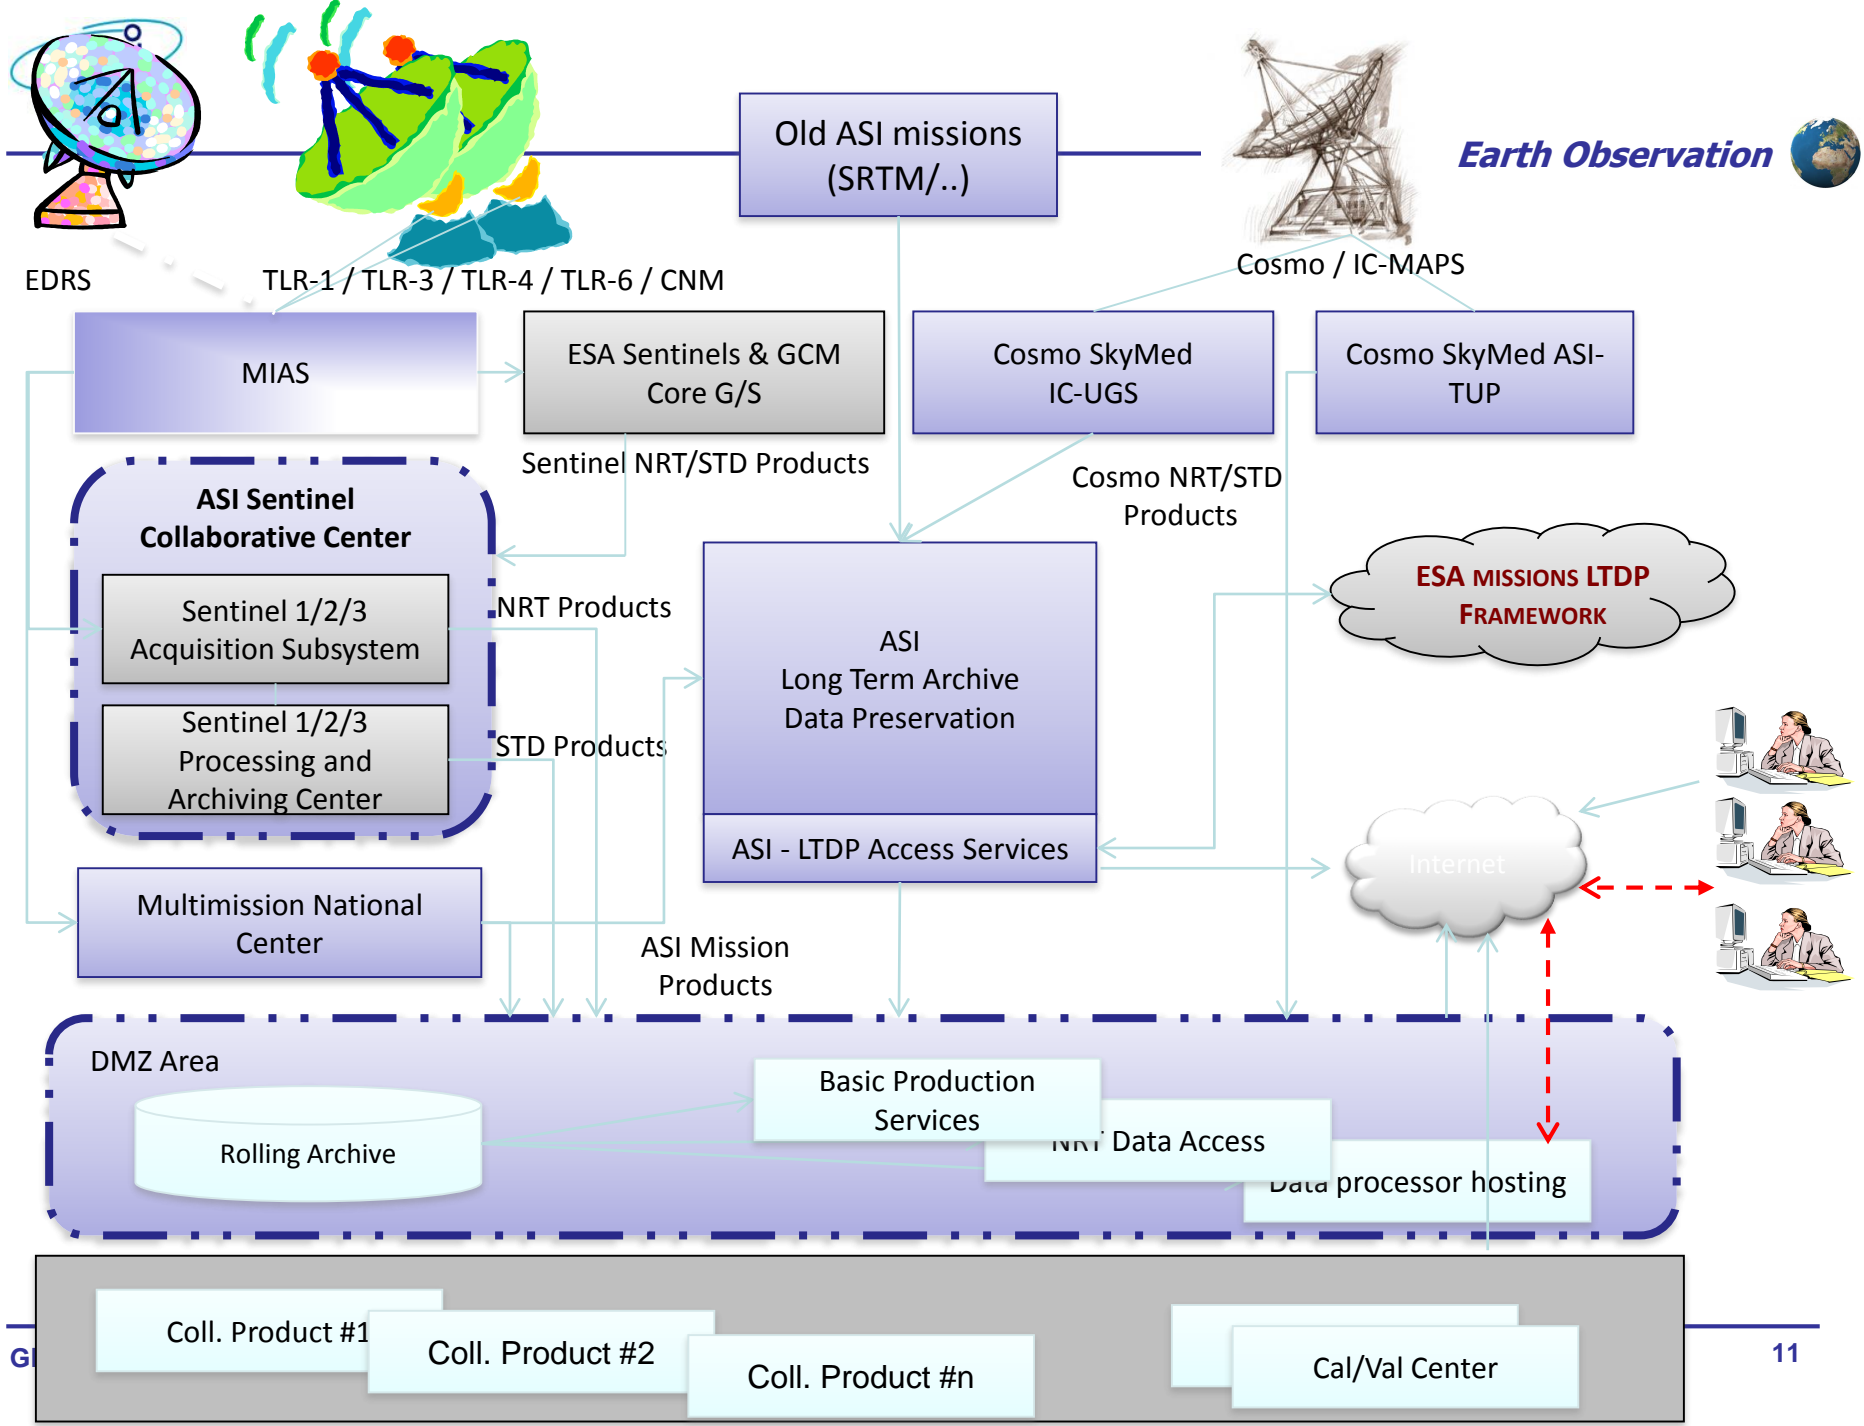 Old ASI missions
(SRTM/..)
Earth Observation
EDRS
TLR-1 / TLR-3 / TLR-4 / TLR-6 / CNM
Cosmo / IC-MAPS
MIAS
ESA Sentinels & GCM
Core G/S
Cosmo SkyMed
IC-UGS
Cosmo SkyMed ASI-
TUP
Sentinel NRT/STD Products
Cosmo NRT/STD
Products
ASI Sentinel
Collaborative Center
Sentinel 1/2/3
Acquisition Subsystem
NRT Products
Sentinel 1/2/3
Processing and
Archiving Center
STD Products
ASI
Long Term Archive
Data Preservation
ASI - LTDP Access Services
ESA MISSIONS LTDP
FRAMEWORK
Internet
Multimission National
Center
ASI Mission
Products
DMZ Area
Rolling Archive
Basic Production
Services
NRT Data Access
Data processor hosting
Coll. Product #1
Coll. Product #2
Coll. Product #n
Cal/Val Center
11